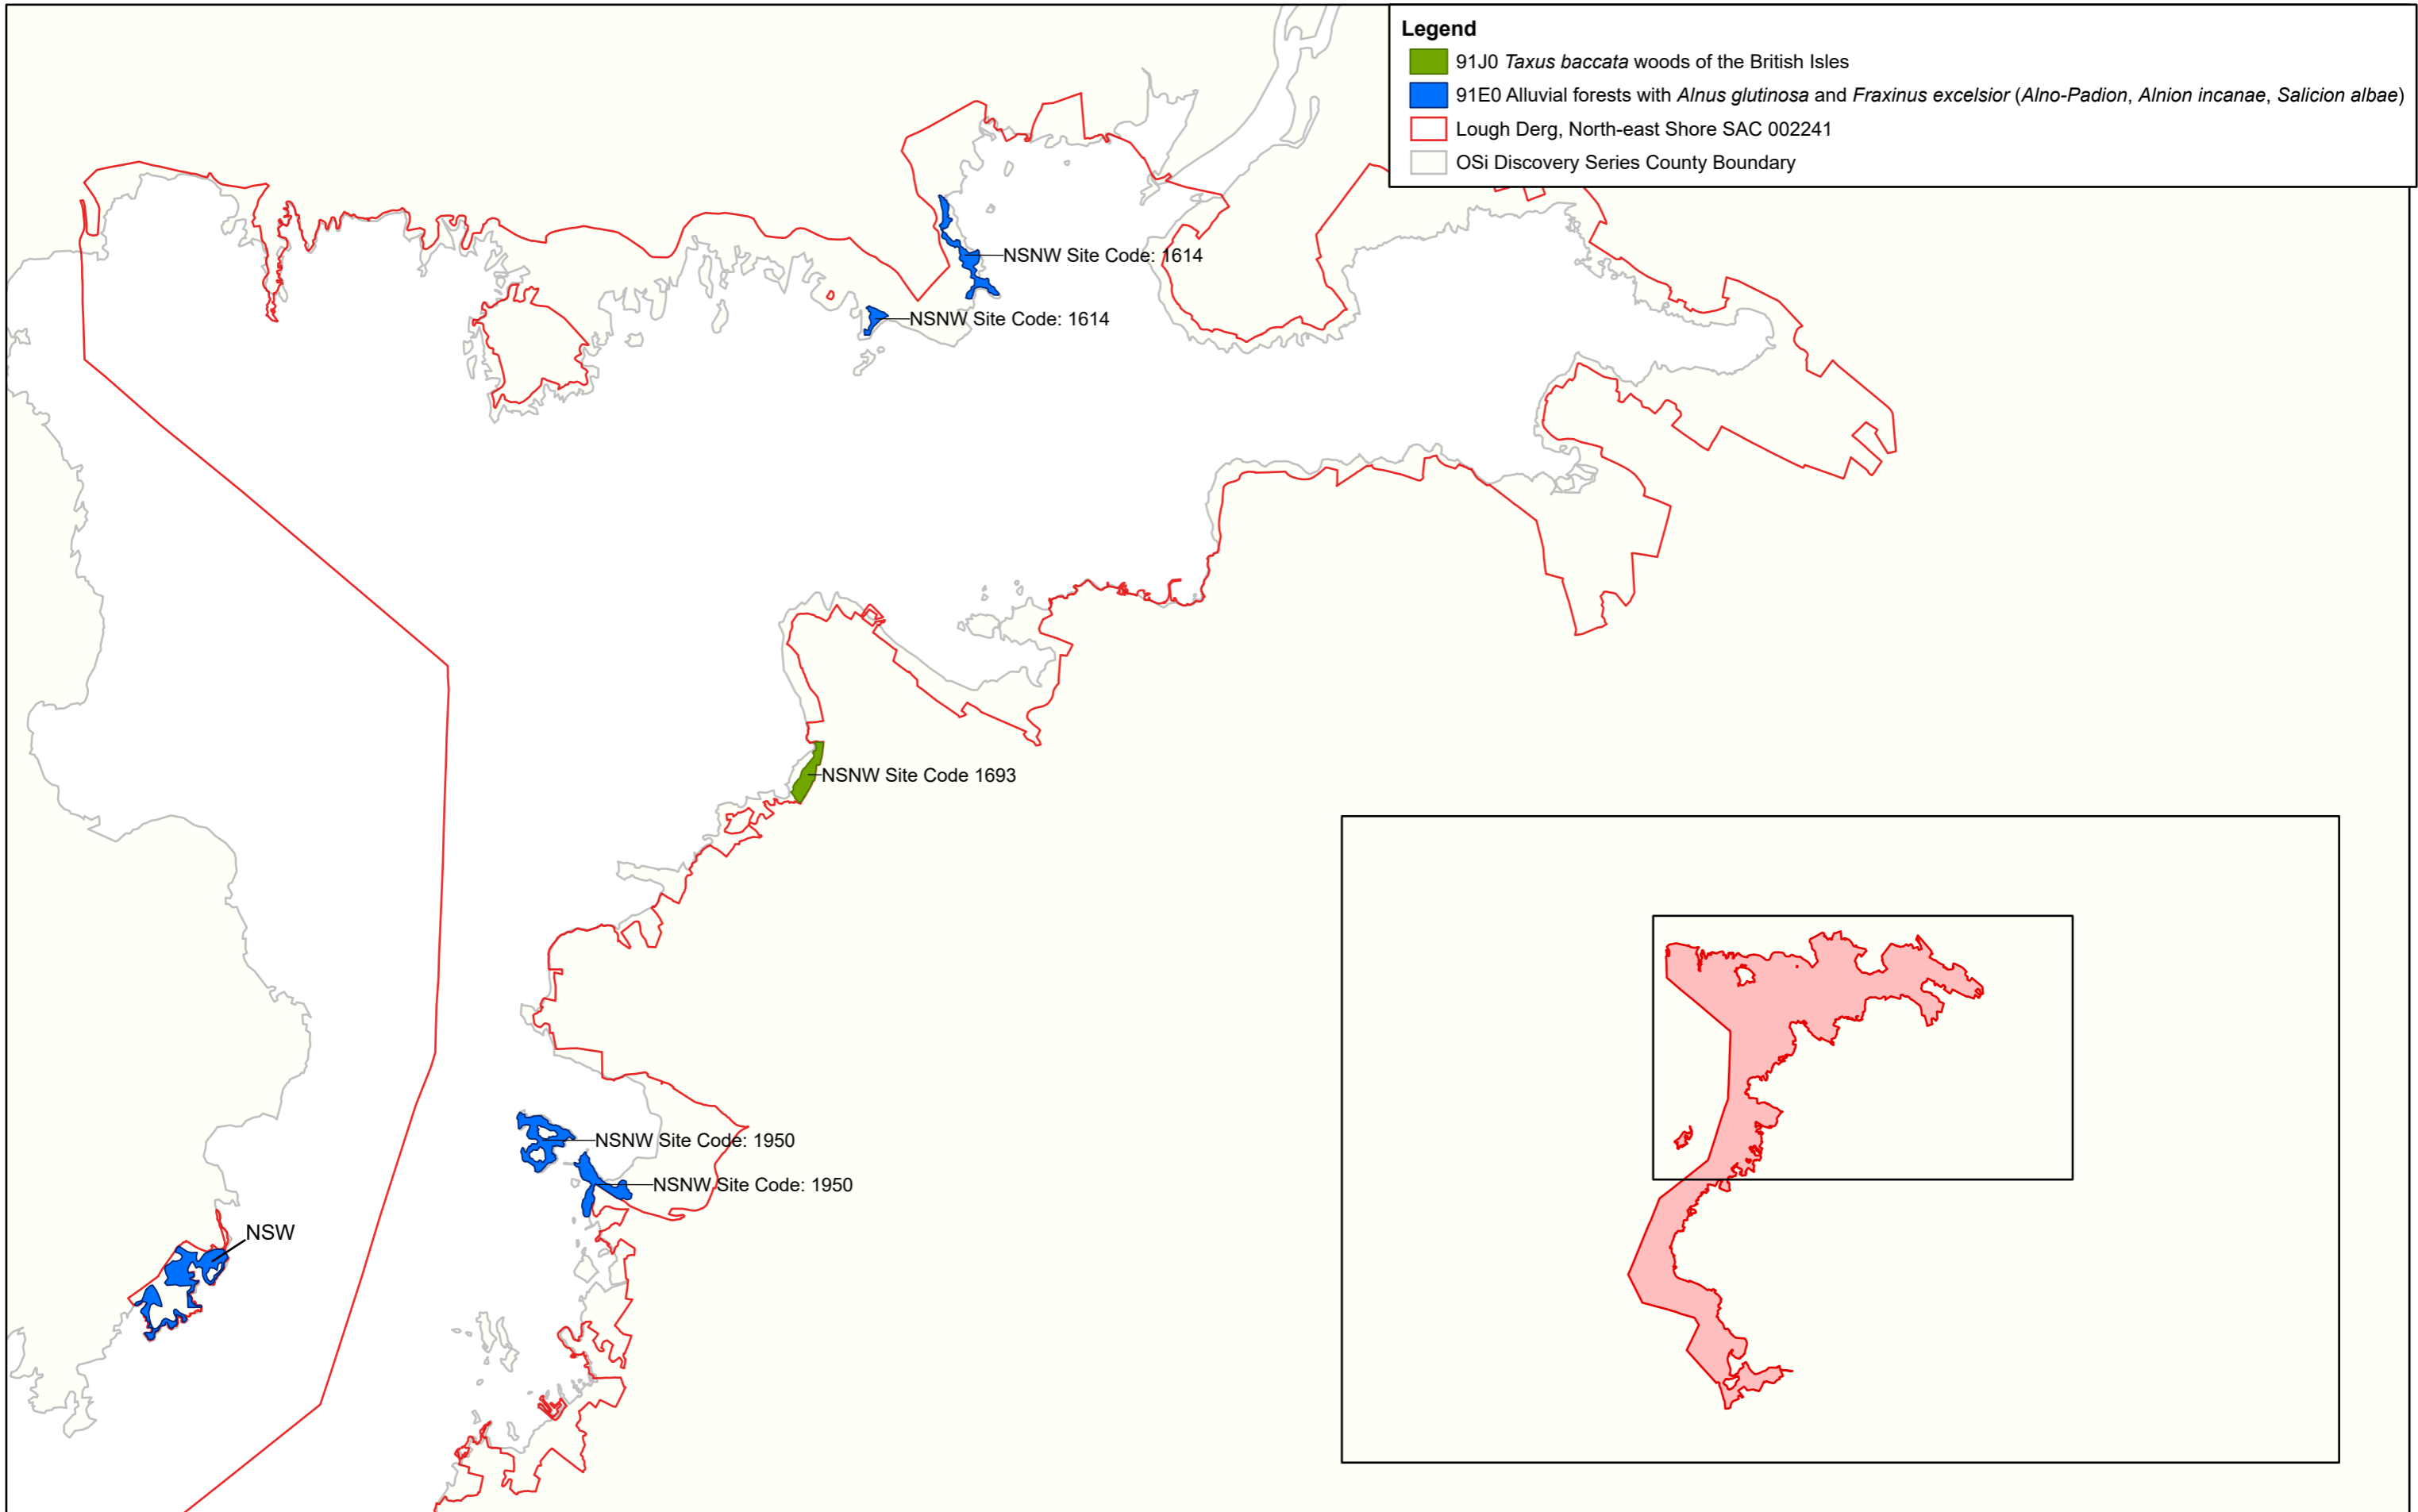 Legend
91J0 Taxus baccata woods of the British Isles
91E0 Alluvial forests with Alnus glutinosa and Fraxinus excelsior (Alno-Padion, Alnion incanae, Salicion albae)
Lough Derg, North-east Shore SAC 002241
OSi Discovery Series County Boundary
NSNW Site Code: 1614
NSNW Site Code: 1614
NSNW Site Code 1693
NSNW Site Code: 1950
NSNW Site Code: 1950
NSW